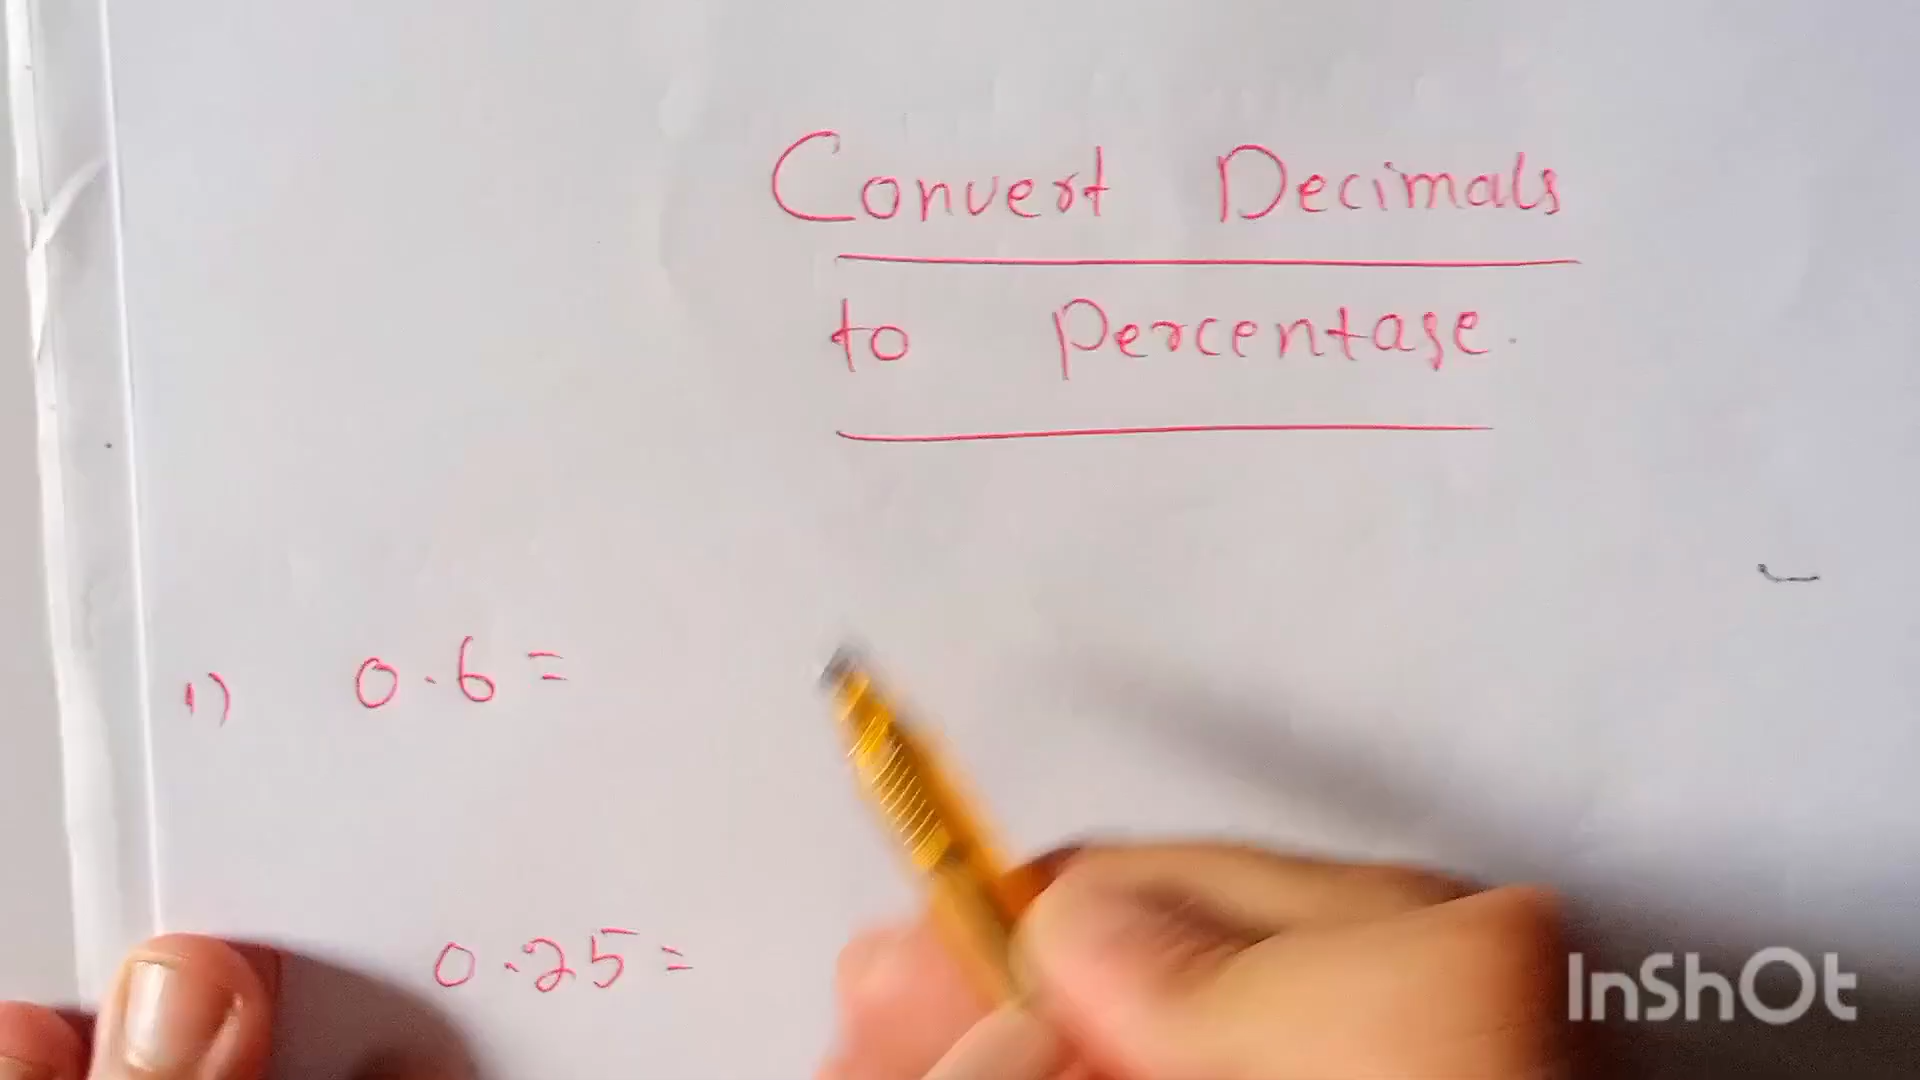 Convert Decimals
to Percentage.
1) 0.6 =
0.25 =
InShOt